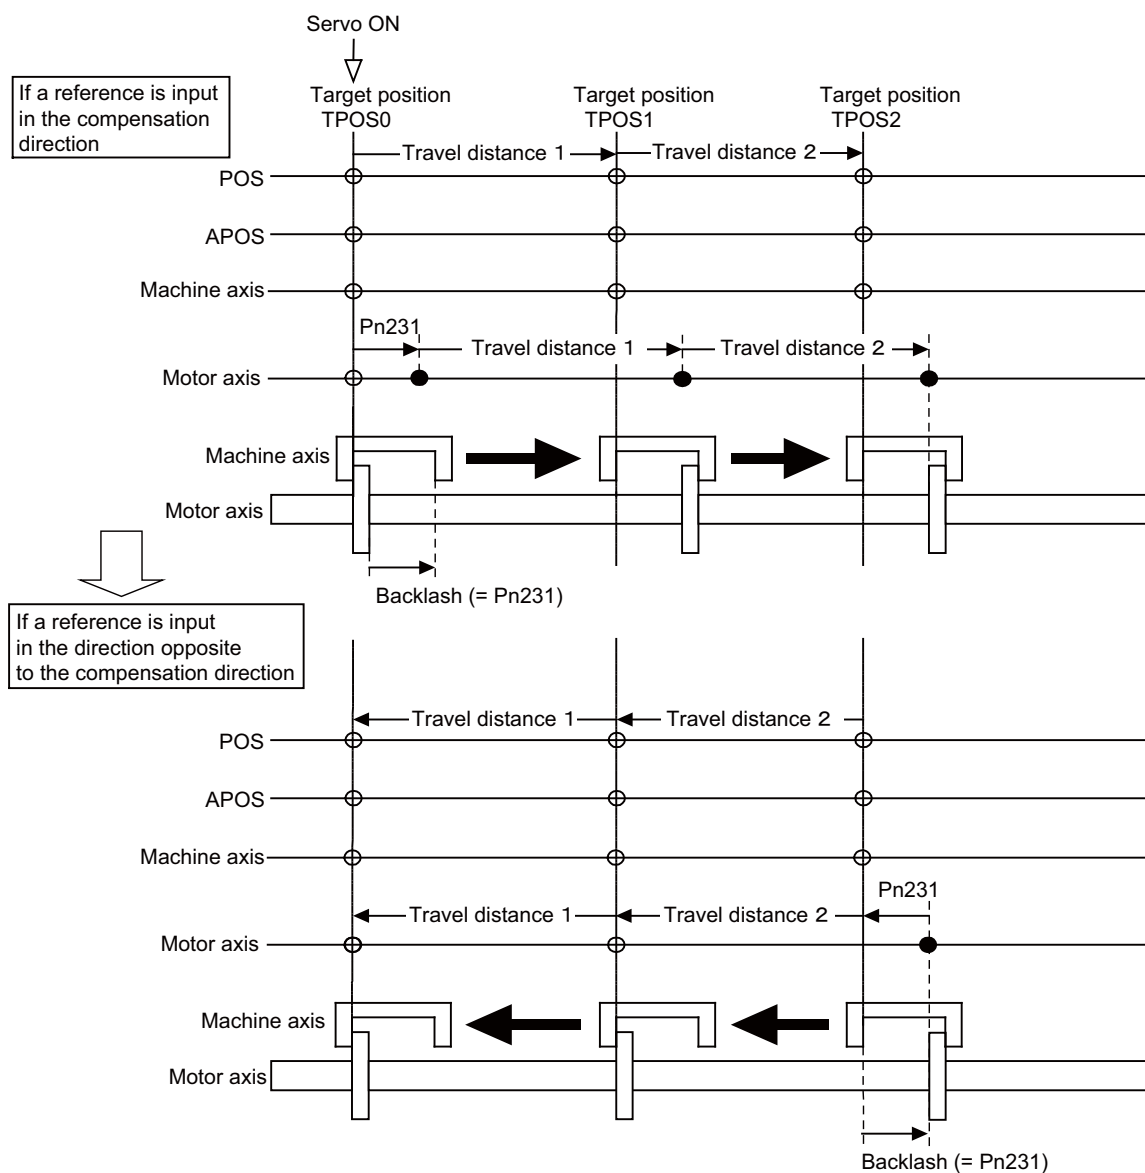 Servo ON
If a reference is input
in the compensation
direction
Target position
TPOS0
Target position
TPOS1
Target position
TPOS2
Travel distance 1
Travel distance 2
POS
APOS
Machine axis
Pn231
Travel distance 1
Travel distance 2
Motor axis
Machine axis
Motor axis
Backlash (= Pn231)
If a reference is input
in the direction opposite
to the compensation direction
Travel distance 1
Travel distance 2
POS
APOS
Machine axis
Pn231
Travel distance 1
Travel distance 2
Motor axis
Machine axis
Motor axis
Backlash (= Pn231)